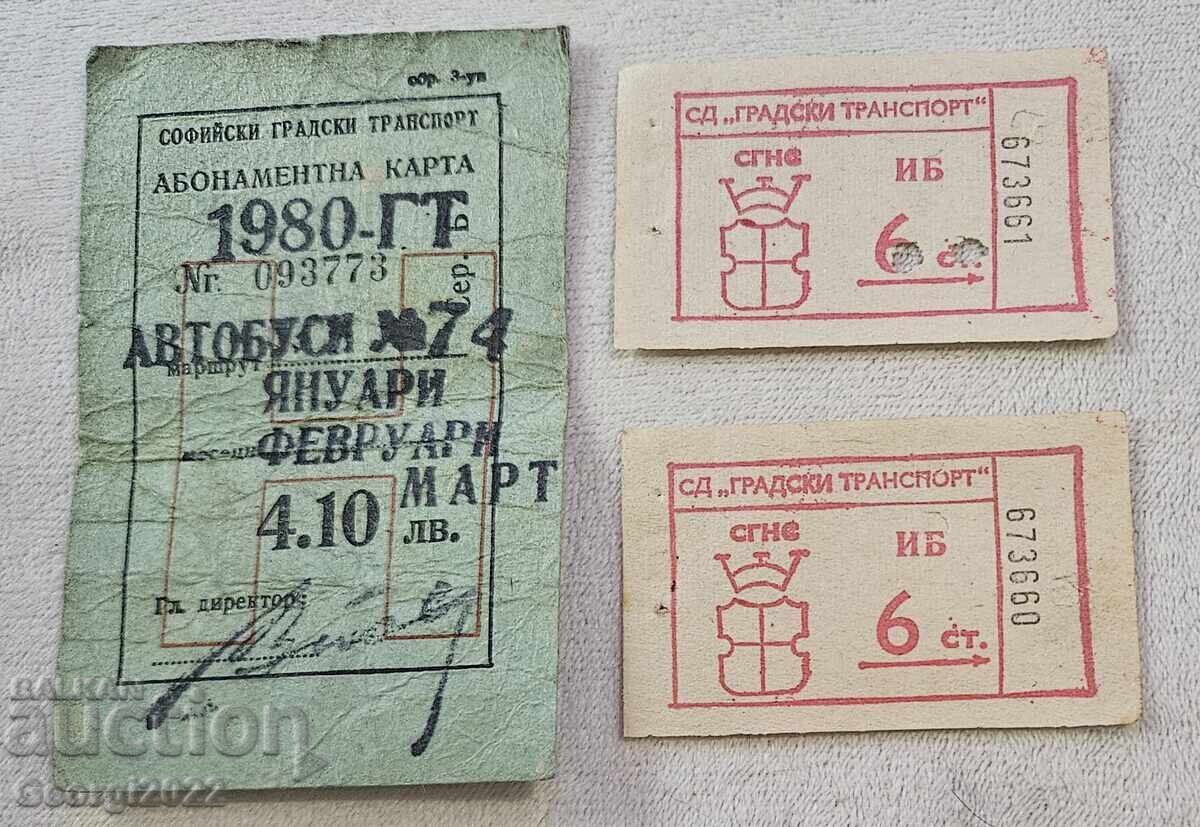 обр. 3-уп
СОФИЙСКИ ГРАДСКИ ТРАНСПОРТ
АБОНАМЕНТНА КАРТА
1980-ГТ
Nr. 093773
Сер. Б
АВТОБУСИ №74
маршрут
ЯНУАРИ
ФЕВРУАРИ
МАРТ
4.10 лв.
Гл. директор:
СД „ГРАДСКИ ТРАНСПОРТ“
СГНС
ИБ
6 ст.
673661
СД „ГРАДСКИ ТРАНСПОРТ“
СГНС
ИБ
6 ст.
673660
BALKAN
auction
Georgi2022